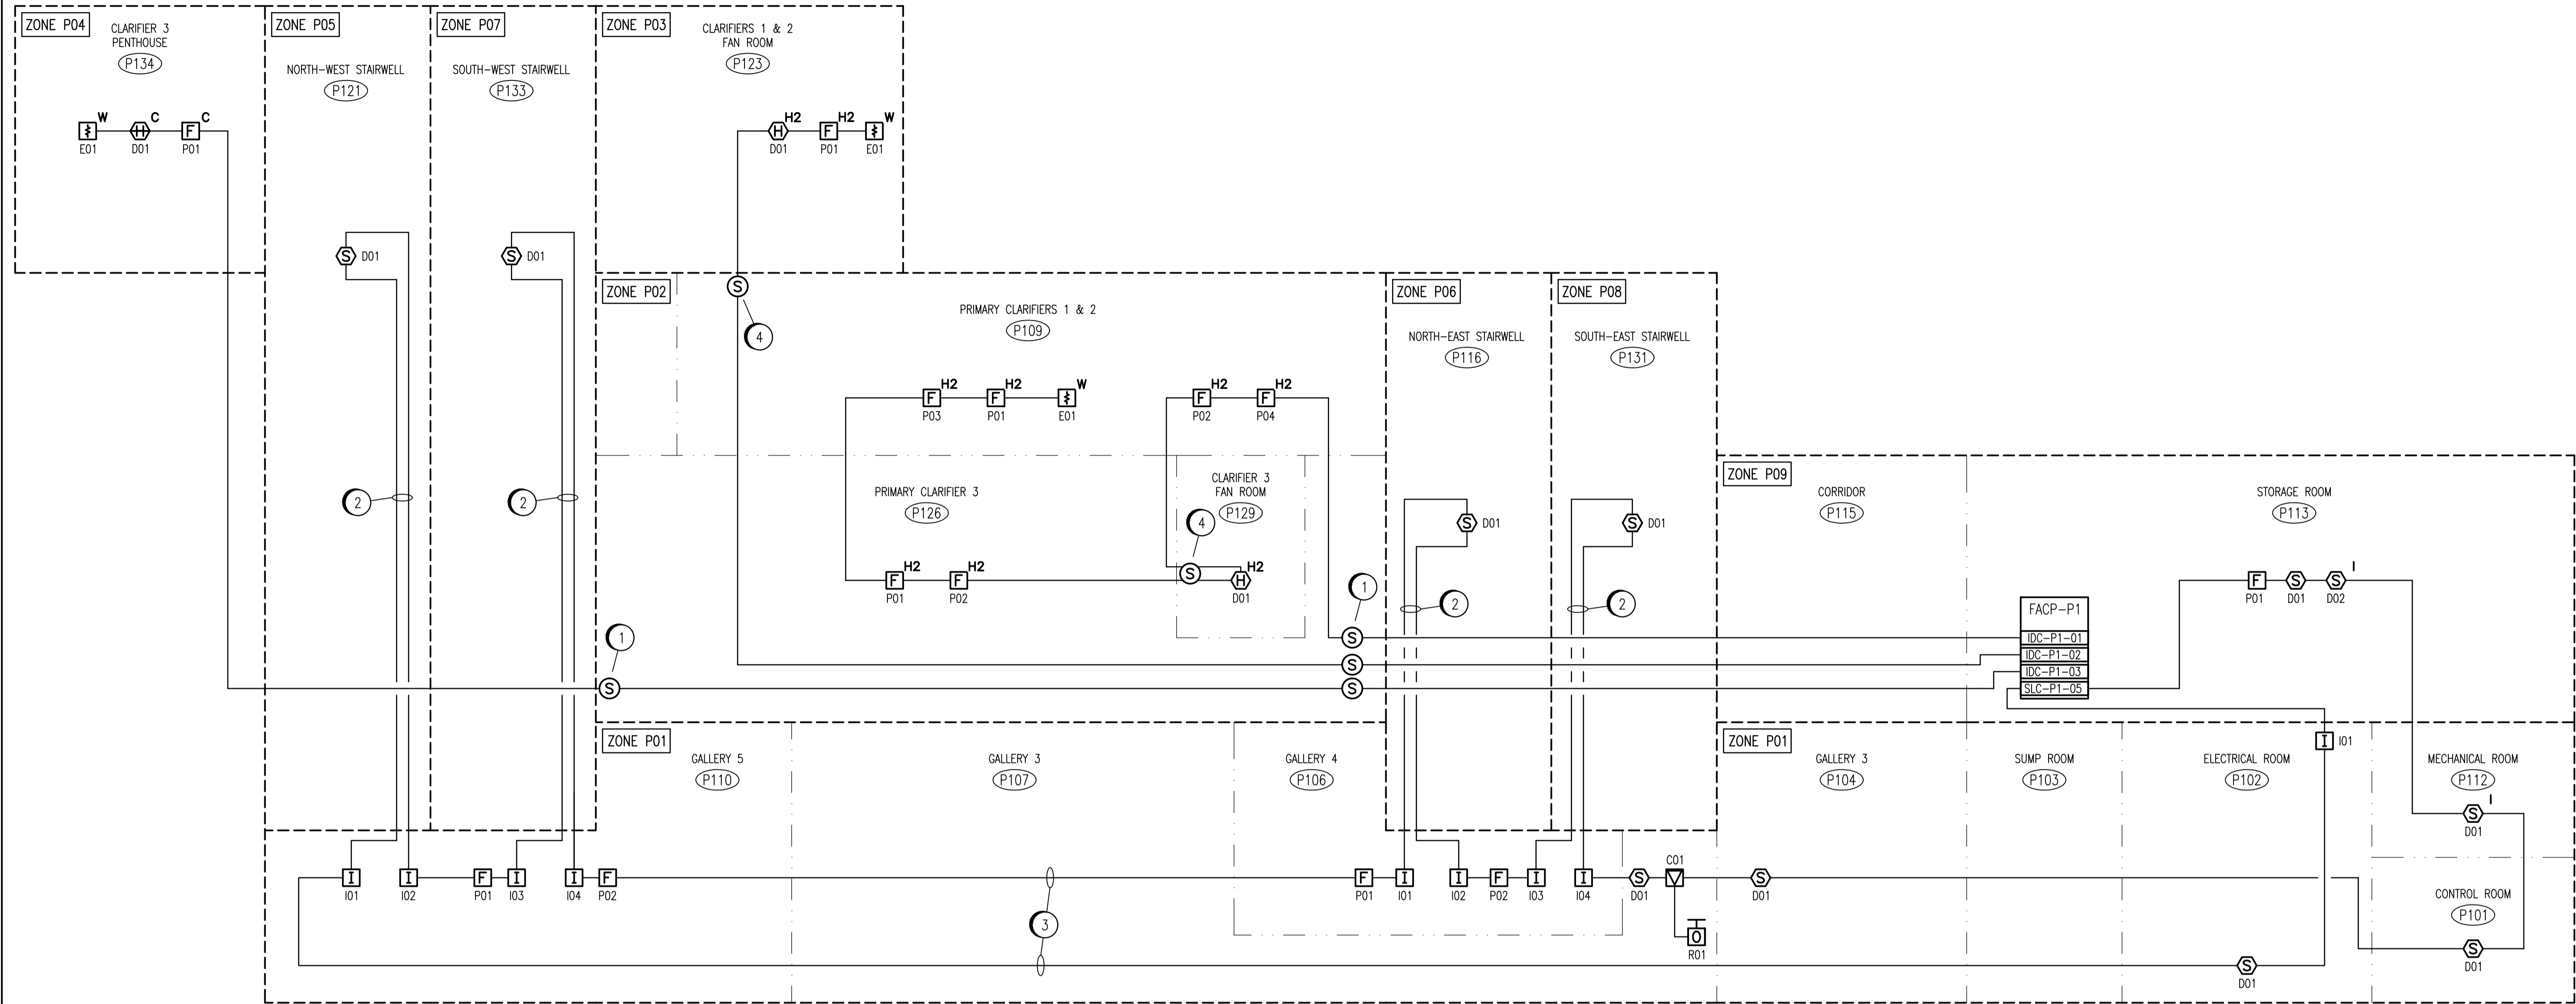 ZONE P04
CLARIFIER 3
PENTHOUSE
P134
W
C
C
H
F
E01
D01
P01
ZONE P05
NORTH-WEST STAIRWELL
P121
S
D01
2
ZONE P07
SOUTH-WEST STAIRWELL
P133
S
D01
2
ZONE P03
CLARIFIERS 1 & 2
FAN ROOM
P123
H2
H2
W
H
F
D01
P01
E01
ZONE P02
S
4
PRIMARY CLARIFIERS 1 & 2
P109
H2
H2
W
F
F
P03
P01
E01
H2
H2
F
F
P02
P04
PRIMARY CLARIFIER 3
P126
H2
H2
F
F
P01
P02
CLARIFIER 3
FAN ROOM
P129
4
S
H2
H
D01
1
S
1
S
S
S
ZONE P06
NORTH-EAST STAIRWELL
P116
S
D01
2
ZONE P08
SOUTH-EAST STAIRWELL
P131
S
D01
2
ZONE P09
CORRIDOR
P115
STORAGE ROOM
P113
I
F
S
S
P01
D01
D02
FACP-P1
IDC-P1-01
IDC-P1-02
IDC-P1-03
SLC-P1-05
ZONE P01
GALLERY 5
P110
GALLERY 3
P107
GALLERY 4
P106
I
I
F
I
I
F
I01
I02
P01
I03
I04
P02
3
F
I
I
F
I
I
S
P01
I01
I02
P02
I03
I04
D01
C01
O
R01
ZONE P01
GALLERY 3
P104
S
D01
SUMP ROOM
P103
ELECTRICAL ROOM
P102
I
I01
S
D01
MECHANICAL ROOM
P112
I
S
D01
CONTROL ROOM
P101
S
D01